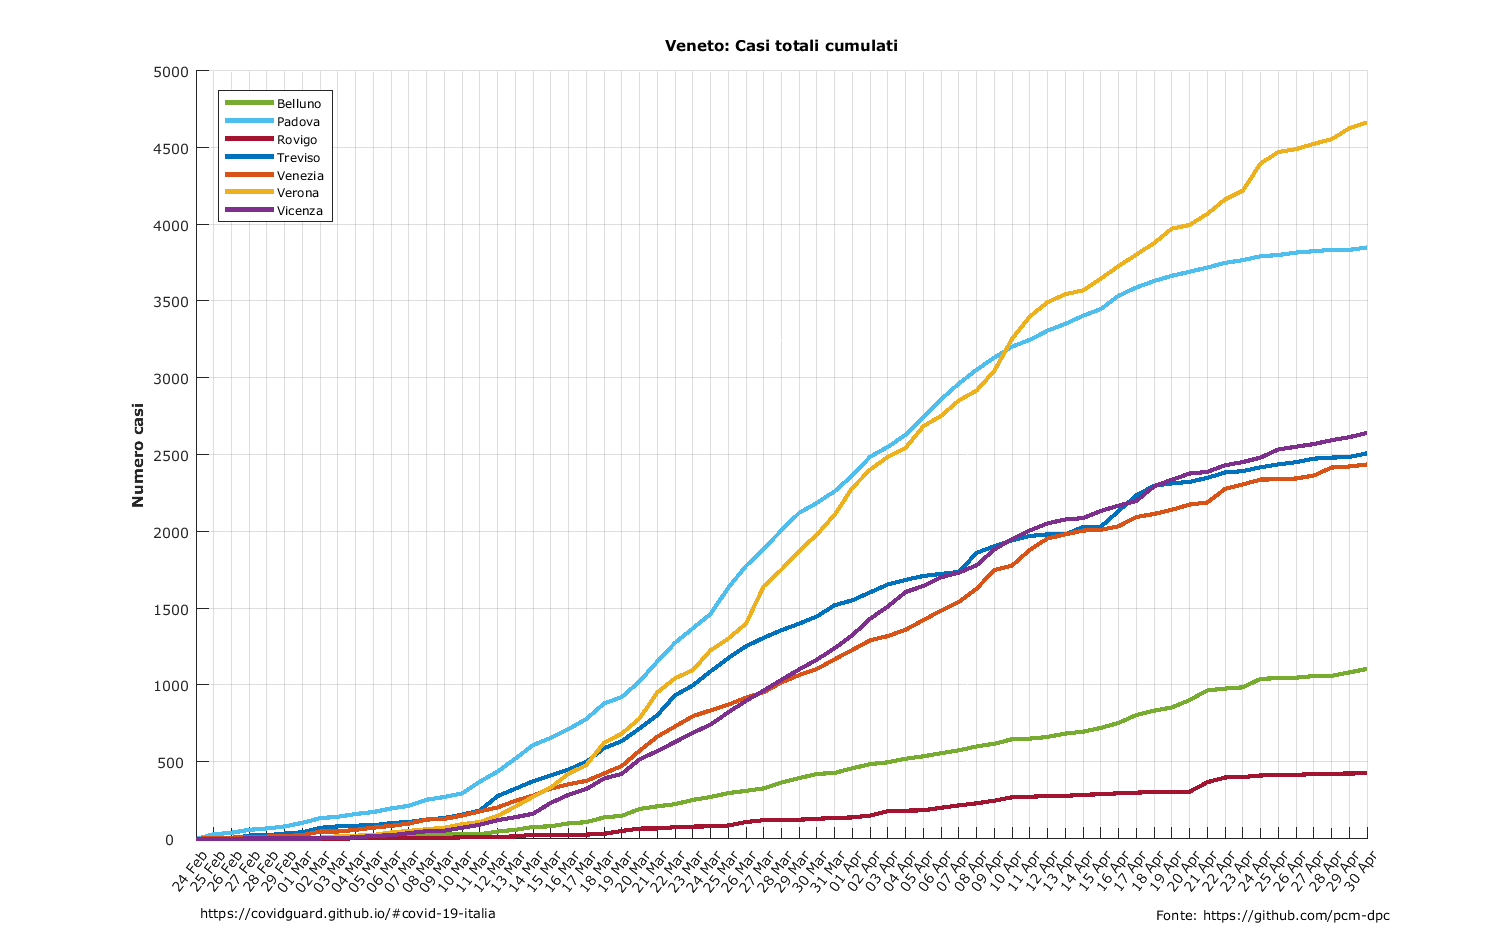 Veneto: Casi totali cumulati
5000
4500
4000
3500
3000
2500
2000
1500
1000
500
0
Numero casi
Belluno
Padova
Rovigo
Treviso
Venezia
Verona
Vicenza
24 Feb
25 Feb
26 Feb
27 Feb
28 Feb
29 Feb
01 Mar
02 Mar
03 Mar
04 Mar
05 Mar
06 Mar
07 Mar
08 Mar
09 Mar
10 Mar
11 Mar
12 Mar
13 Mar
14 Mar
15 Mar
16 Mar
17 Mar
18 Mar
19 Mar
20 Mar
21 Mar
22 Mar
23 Mar
24 Mar
25 Mar
26 Mar
27 Mar
28 Mar
29 Mar
30 Mar
31 Mar
01 Apr
02 Apr
03 Apr
04 Apr
05 Apr
06 Apr
07 Apr
08 Apr
09 Apr
10 Apr
11 Apr
12 Apr
13 Apr
14 Apr
15 Apr
16 Apr
17 Apr
18 Apr
19 Apr
20 Apr
21 Apr
22 Apr
23 Apr
24 Apr
25 Apr
26 Apr
27 Apr
28 Apr
29 Apr
30 Apr
https://covidguard.github.io/#covid-19-italia
Fonte: https://github.com/pcm-dpc